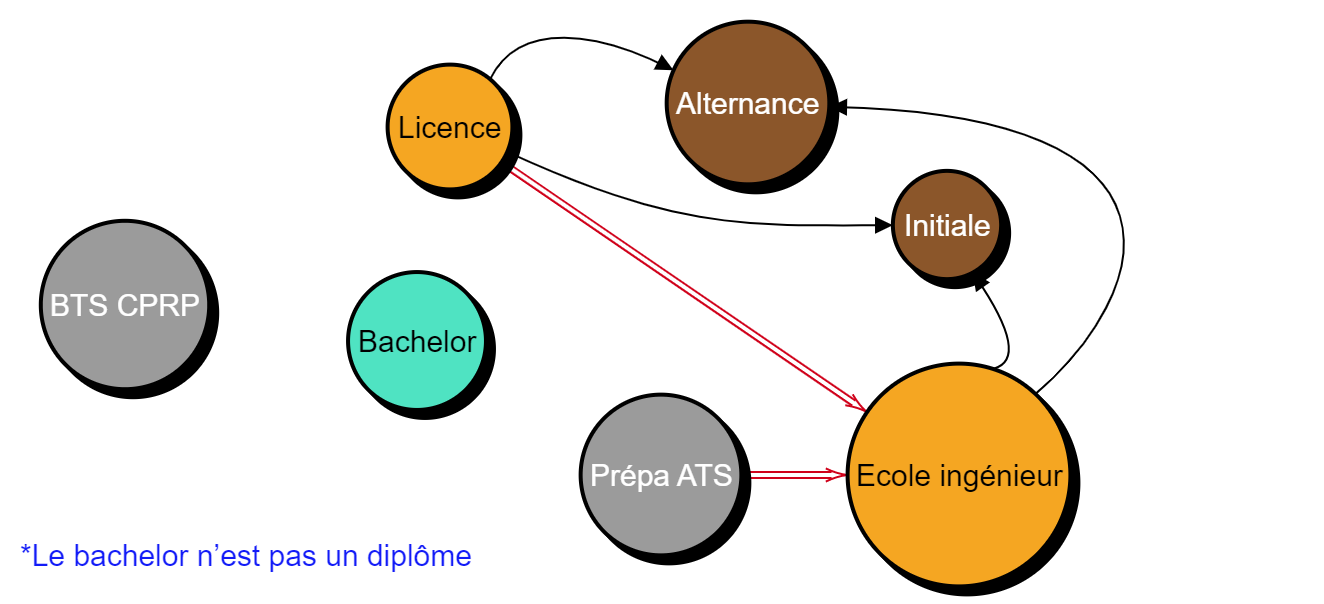 Alternance
Licence
Initiale
BTS CPRP
Bachelor
Prépa ATS
Ecole ingénieur
*Le bachelor n’est pas un diplôme